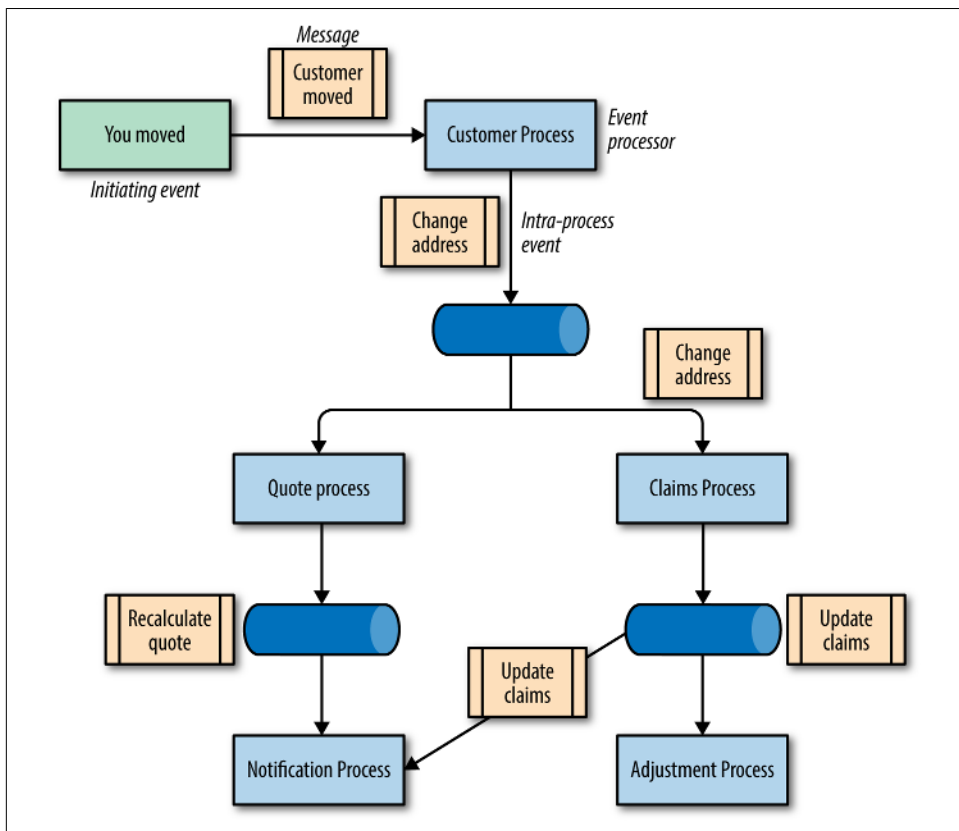 Message
Customer
moved
You moved
Customer Process
Event
processor
Initiating event
Change
address
Intra-process
event
Change
address
Quote process
Claims Process
Recalculate
quote
Update
claims
Update
claims
Notification Process
Adjustment Process